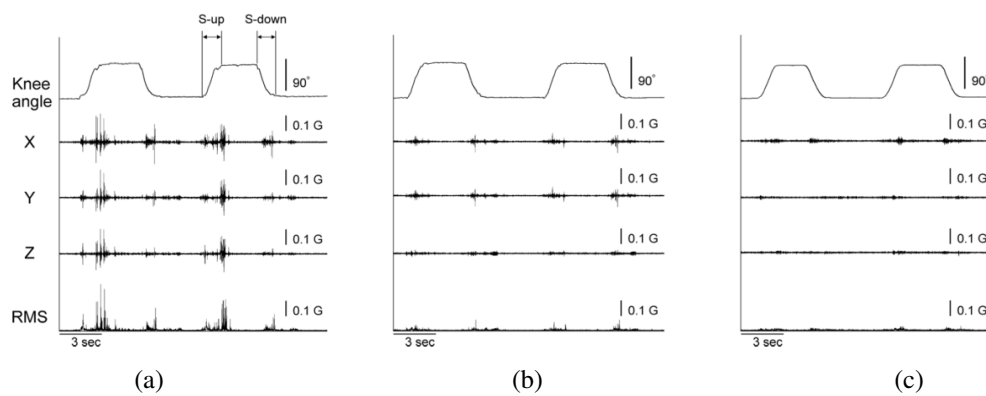 S-up S-down
Knee angle 90° 90° 90°
X 0.1 G 0.1 G 0.1 G
Y 0.1 G 0.1 G 0.1 G
Z 0.1 G 0.1 G 0.1 G
RMS 0.1 G 0.1 G 0.1 G
3 sec 3 sec 3 sec
(a) (b) (c)